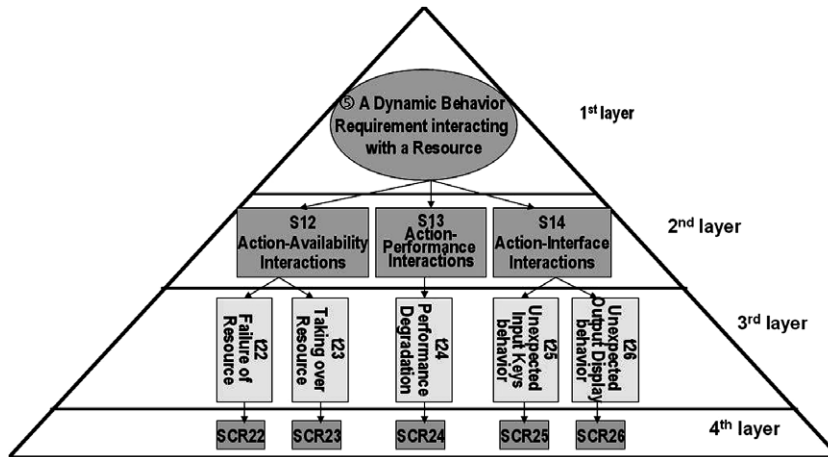 ⑤ A Dynamic Behavior
Requirement interacting
with a Resource
1st layer
S12
Action-Availability
Interactions
S13
Action-
Performance
Interactions
S14
Action-Interface
Interactions
2nd layer
t22
Failure of
Resource
t23
Taking over
Resource
t24
Performance
Degradation
t25
Unexpected
Input Keys
behavior
t26
Unexpected
Output Display
behavior
3rd layer
SCR22
SCR23
SCR24
SCR25
SCR26
4th layer